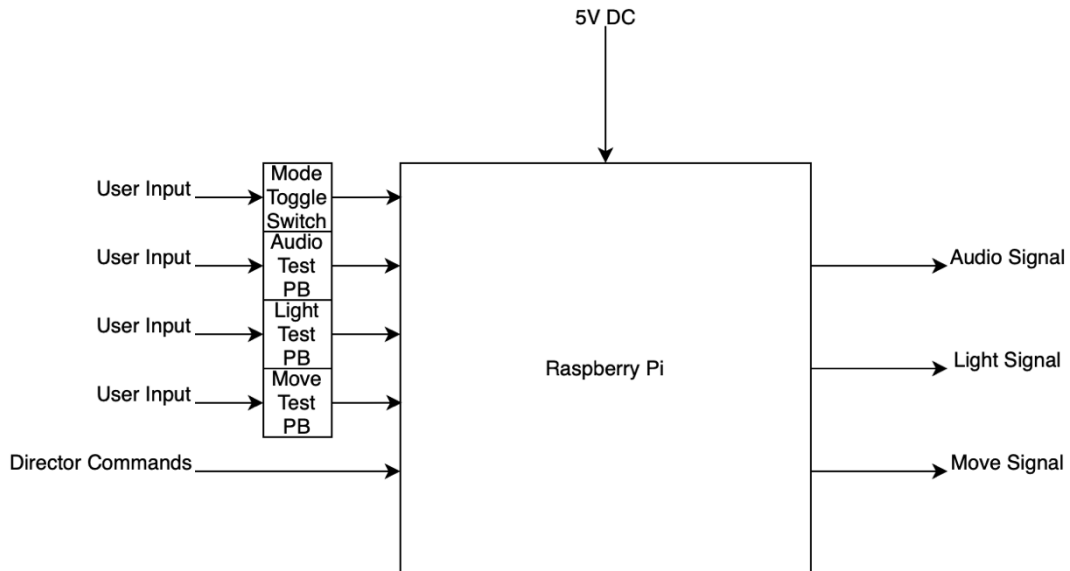 5V DC
User Input
Mode
Toggle
Switch
User Input
Audio
Test
PB
Audio Signal
User Input
Light
Test
PB
Raspberry Pi
Light Signal
User Input
Move
Test
PB
Director Commands
Move Signal